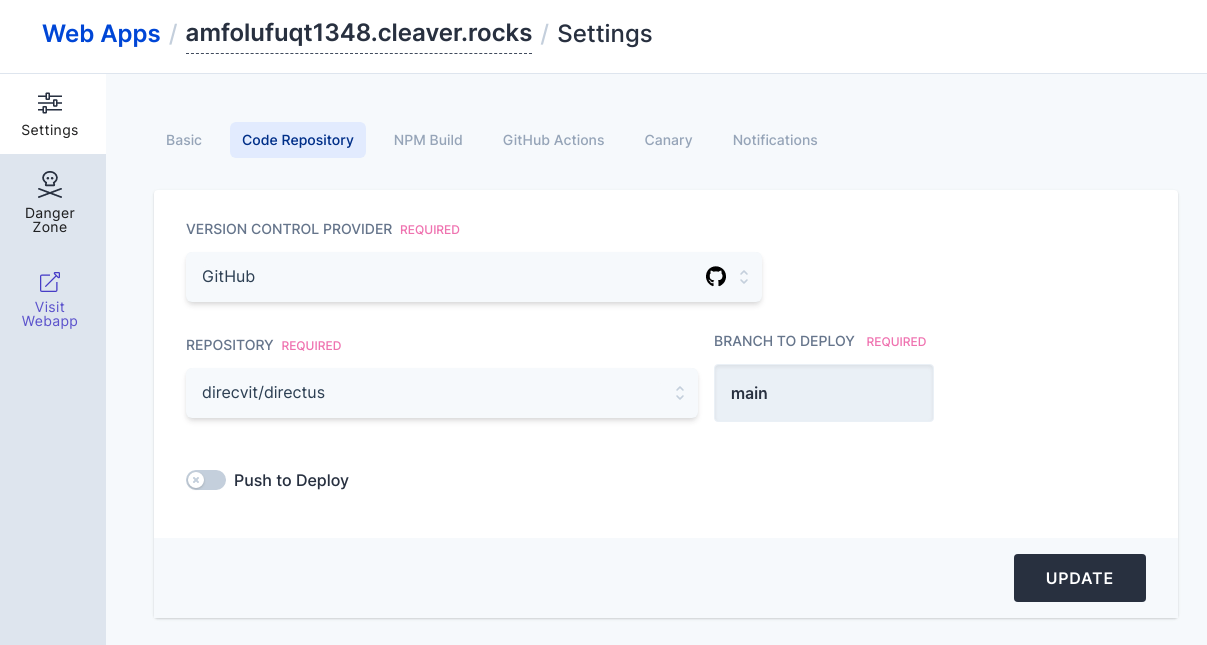 Web Apps / amfolufuqt1348.cleaver.rocks / Settings
Settings
Danger
Zone
Visit
Webapp
Basic Code Repository NPM Build GitHub Actions Canary Notifications
VERSION CONTROL PROVIDER REQUIRED
GitHub
REPOSITORY REQUIRED
direcvit/directus
BRANCH TO DEPLOY REQUIRED
main
Push to Deploy
UPDATE